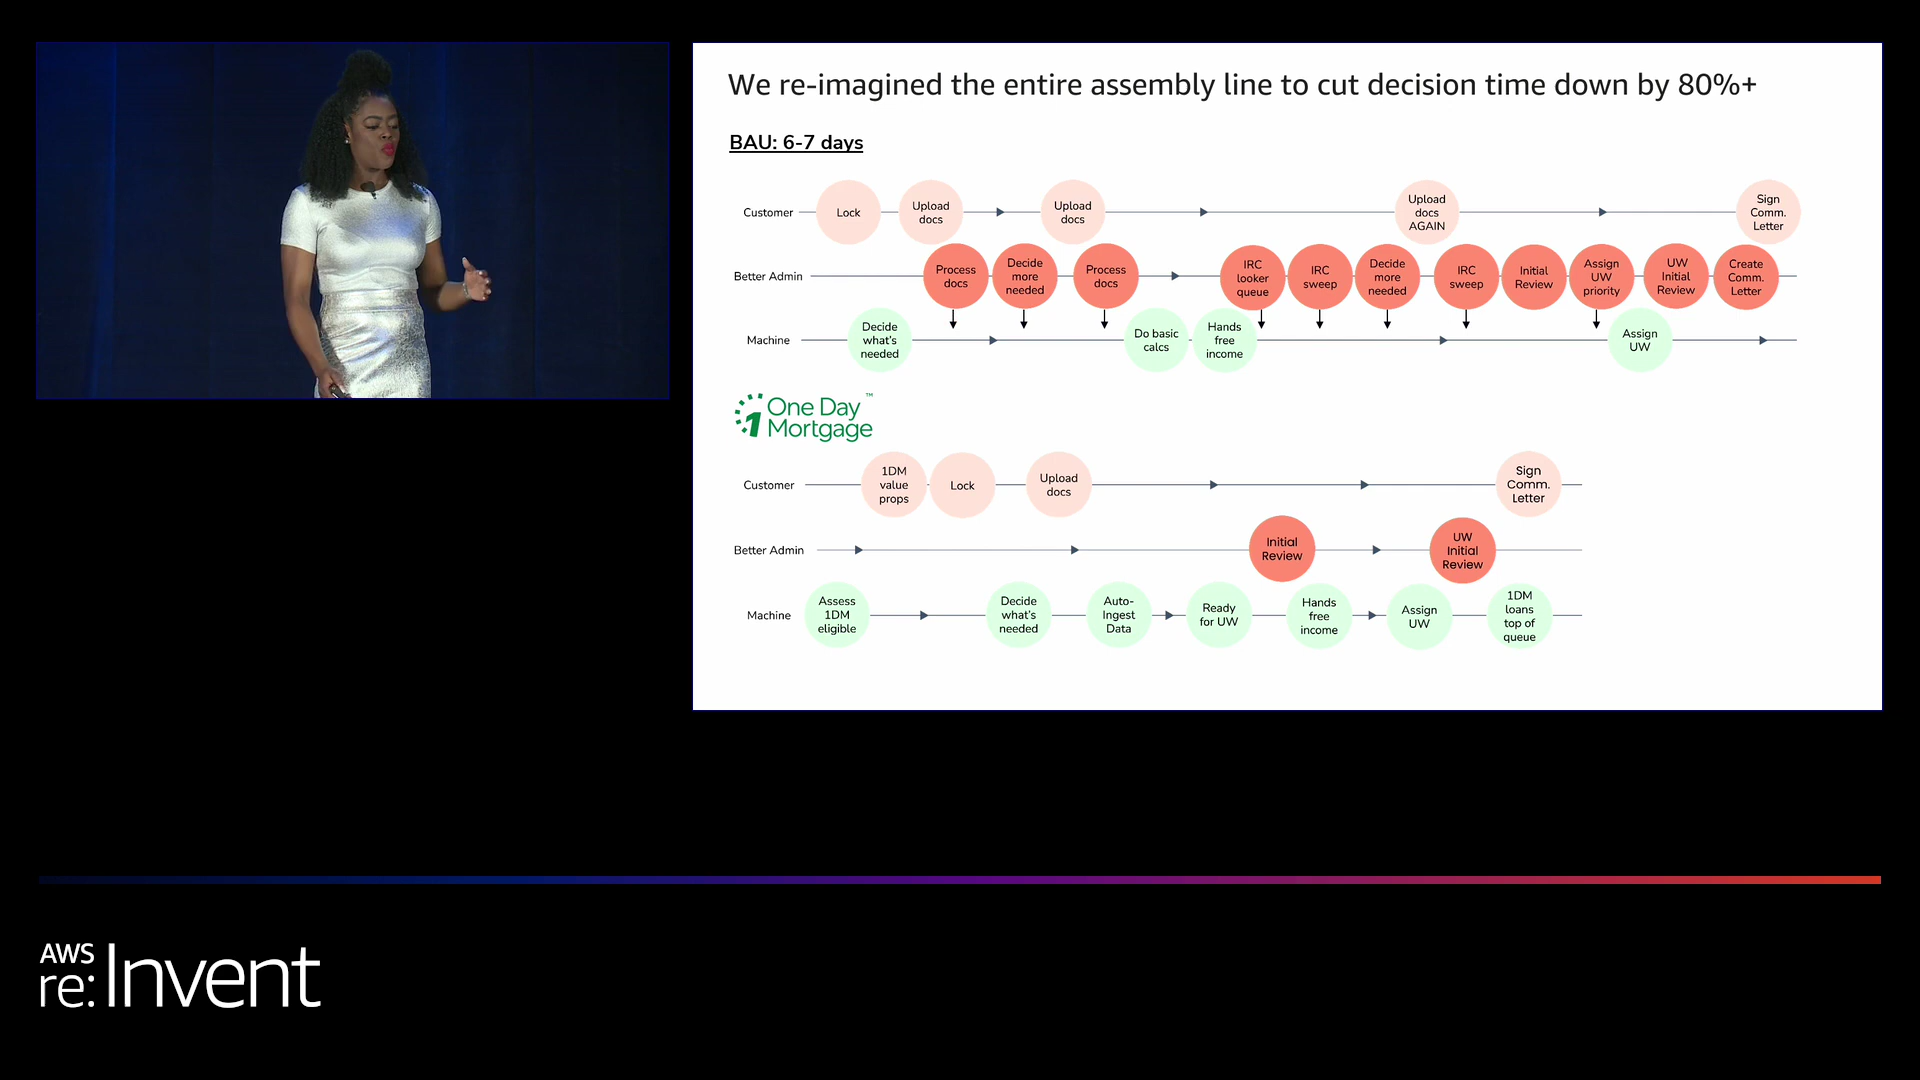 We re-imagined the entire assembly line to cut decision time down by 80%+
BAU: 6-7 days
Customer
Lock
Upload
docs
Upload
docs
Upload
docs
AGAIN
Sign
Comm.
Letter
Better Admin
Process
docs
Decide
more
needed
Process
docs
IRC
looker
queue
IRC
sweep
Decide
more
needed
IRC
sweep
Initial
Review
Assign
UW
priority
UW
Initial
Review
Create
Comm.
Letter
Machine
Decide
what's
needed
Do basic
calcs
Hands
free
income
Assign
UW
1 One Day ™
Mortgage
Customer
1DM
value
props
Lock
Upload
docs
Sign
Comm.
Letter
Better Admin
Initial
Review
UW
Initial
Review
Machine
Assess
1DM
eligible
Decide
what's
needed
Auto-
Ingest
Data
Ready
for UW
Hands
free
income
Assign
UW
1DM
loans
top of
queue
AWS
re:Invent